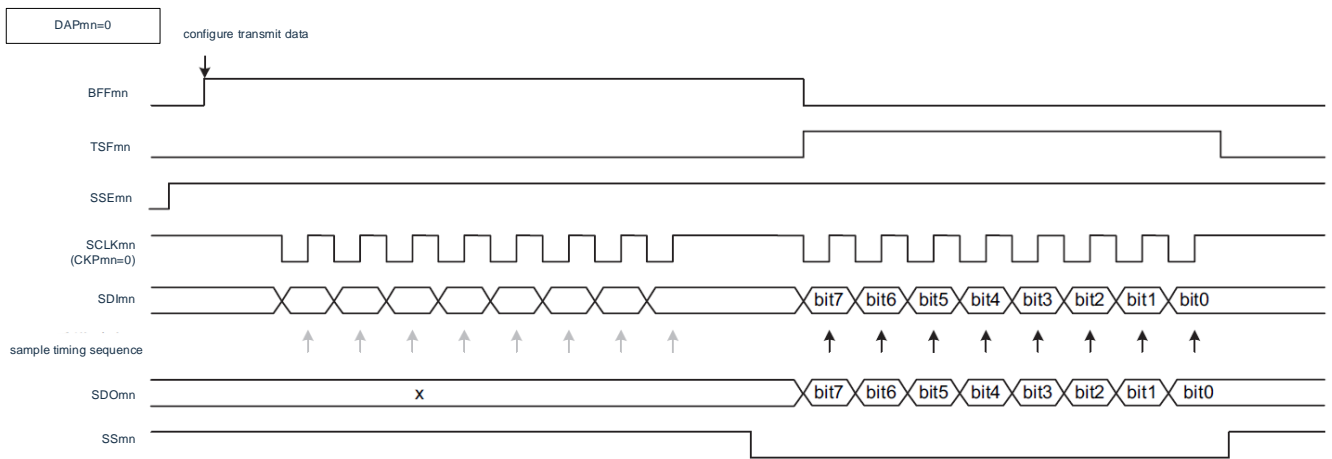 DAPmn=0
configure transmit data
BFFmn
TSFmn
SSEmn
SCLKmn
(CKPmn=0)
SDImn
bit7 bit6 bit5 bit4 bit3 bit2 bit1 bit0
sample timing sequence
SDOmn
x
bit7 bit6 bit5 bit4 bit3 bit2 bit1 bit0
SSmn